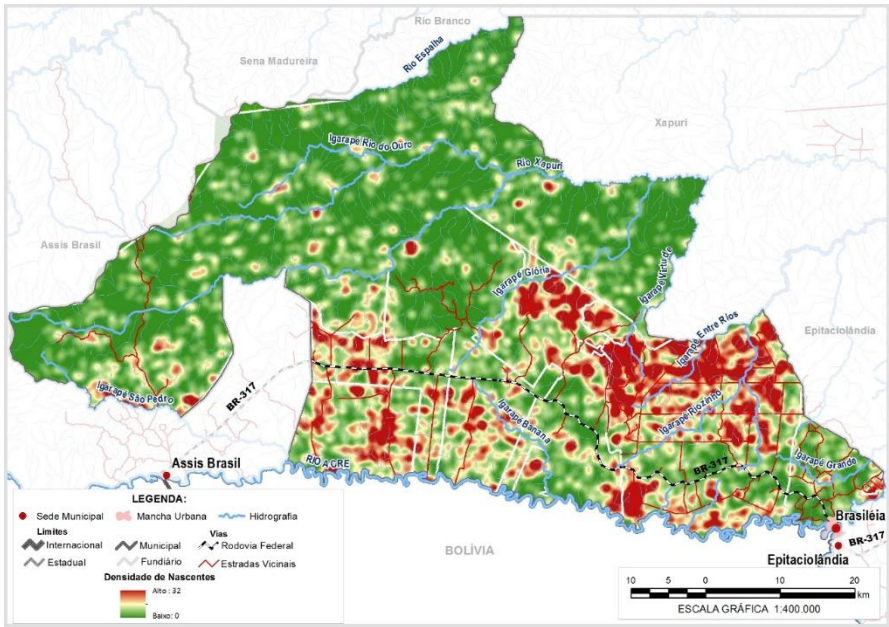 Rio Branco
Rio Espalha
Sena Madureira
Xapuri
Igarapé Rio do Ouro
Rio Xapuri
Assis Brasil
Igarapé Glória
Igarapé Virtude
Igarapé Entre Rios
Epitaciolândia
Igarapé São Pedro
BR-317
Igarapé Riozinho
Igarapé Banana
RIO ACRE
Assis Brasil
BR-317
Igarapé Grande
Brasiléia
BR-317
Epitaciolândia
BOLÍVIA
LEGENDA:
Sede Municipal Mancha Urbana Hidrografia
Limites Vias
Internacional Municipal Rodovia Federal
Estadual Fundiário Estradas Vicinais
Densidade de Nascentes
Alto : 32
Baixo: 0
10 5 0 10 20
km
ESCALA GRÁFICA 1:400.000